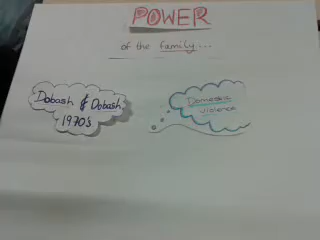 POWER
of the family...
Dobash & Dobash
1970's
Domestic
violence